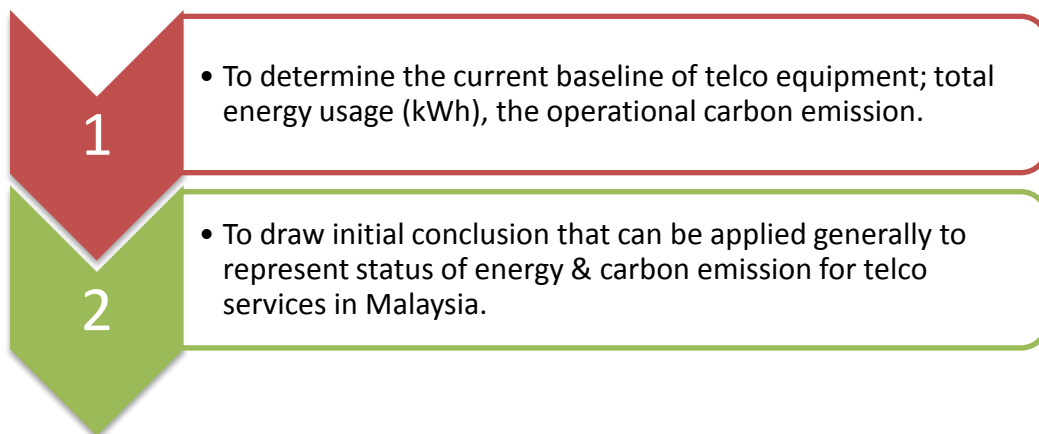 1
• To determine the current baseline of telco equipment; total
energy usage (kWh), the operational carbon emission.
2
• To draw initial conclusion that can be applied generally to
represent status of energy & carbon emission for telco
services in Malaysia.